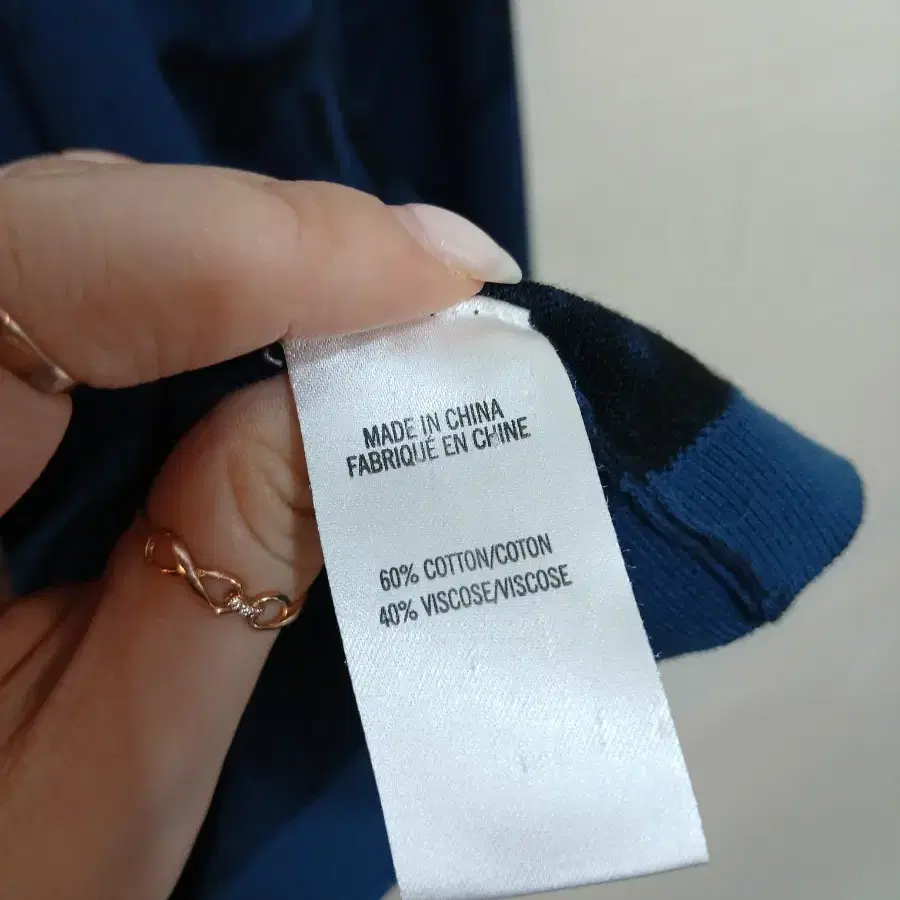 MADE IN CHINA
FABRIQUÉ EN CHINE
60% COTTON/COTON
40% VISCOSE/VISCOSE